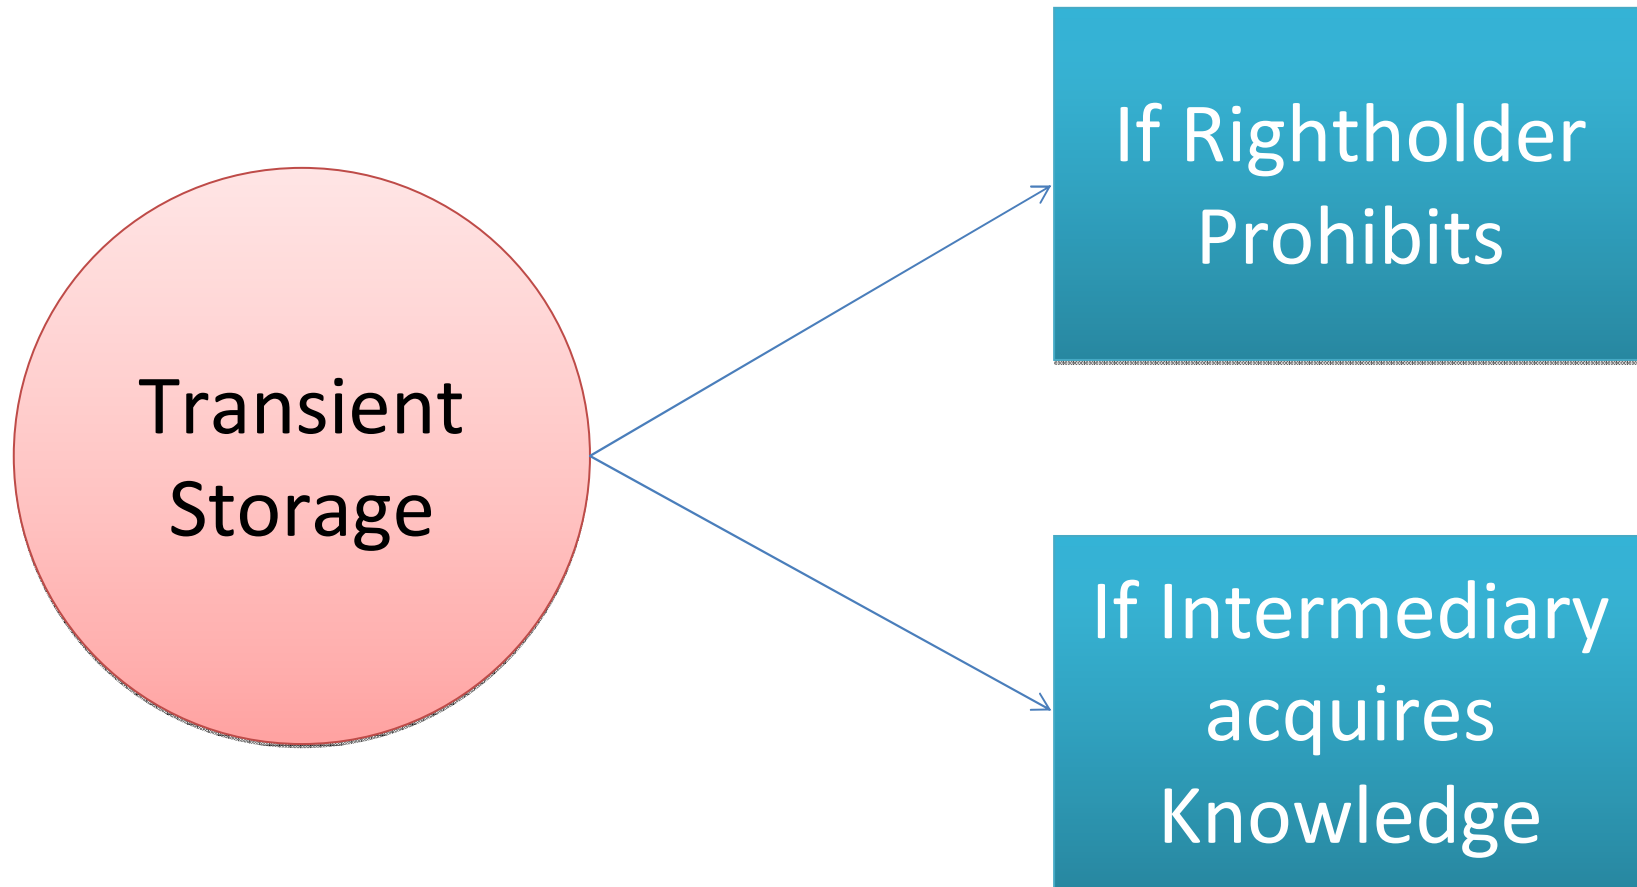 Transient
Storage
If Rightholder
Prohibits
If Intermediary
acquires
Knowledge